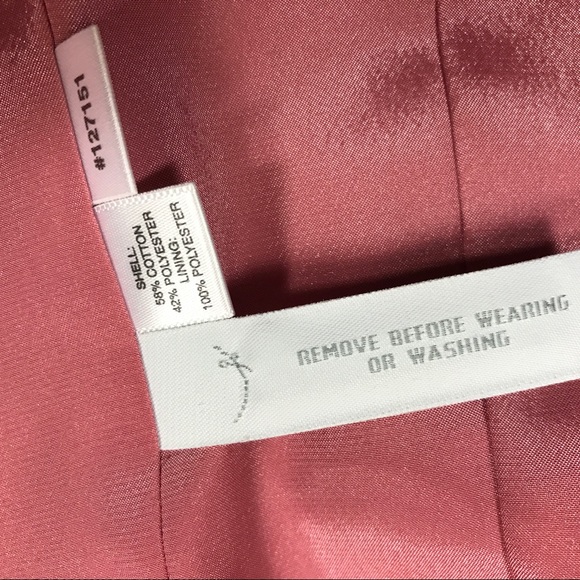 #127151
SHELL:
58% COTTON
42% POLYESTER
LINING:
100% POLYESTER
REMOVE BEFORE WEARING
OR WASHING